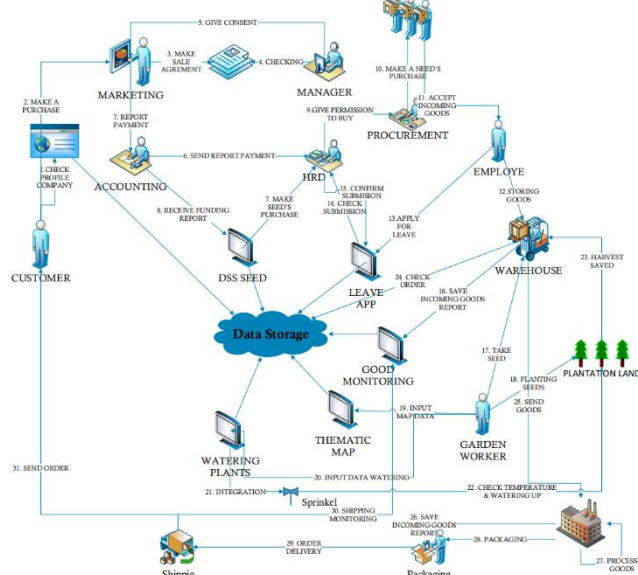 5. GIVE CONSENT
3. MAKE
SALE
AGREMENT
4. CHECKING
MARKETING
MANAGER
10. MAKE A NEED'S
PURCHASE
2. MAKE A
PURCHASE
7. REPORT
PAYMENT
9.GIVE PERMISSION
TO BUY
11. ACCEPT
INCOMING
GOODS
PROCUREMENT
1.CHECK
PROFILE
COMPANY
6. SEND REPORT PAYMENT
ACCOUNTING
HRD
EMPLOYE
15. CONFIRM
SUBMISION
14. CHECK
SUBMISSION
7. MAKE
SEED'S
PURCHASE
8. RECEIVE FUNDING
REPORT
12.STORING
GOODS
13.APPLY
FOR
LEAVE
CUSTOMER
DSS SEED
LEAVE
APP
24. CHECK
ORDER
WAREHOUSE
23. HARVEST
SAVED
16. SAVE
INCOMING GOODS
REPORT
Data Storage
GOOD
MONITORING
17. TAKE
SEED
18. PLANTING
SEEDS
PLANTATION LAND
25. SEND
GOODS
19. INPUT
MAP DATA
THEMATIC
MAP
GARDEN
WORKER
WATERING
PLANTS
20. INPUT DATA WATERING
21. INTEGRATION
Sprinkel
22. CHECK TEMPERATURE
& WATERING UP
31. SEND ORDER
30. SHIPPING
MONITORING
26. SAVE
INCOMING GOODS
REPORT
28. PACKAGING
29. ORDER
DELIVERY
27. PROCESS
GOODS
Shippig
Packaging